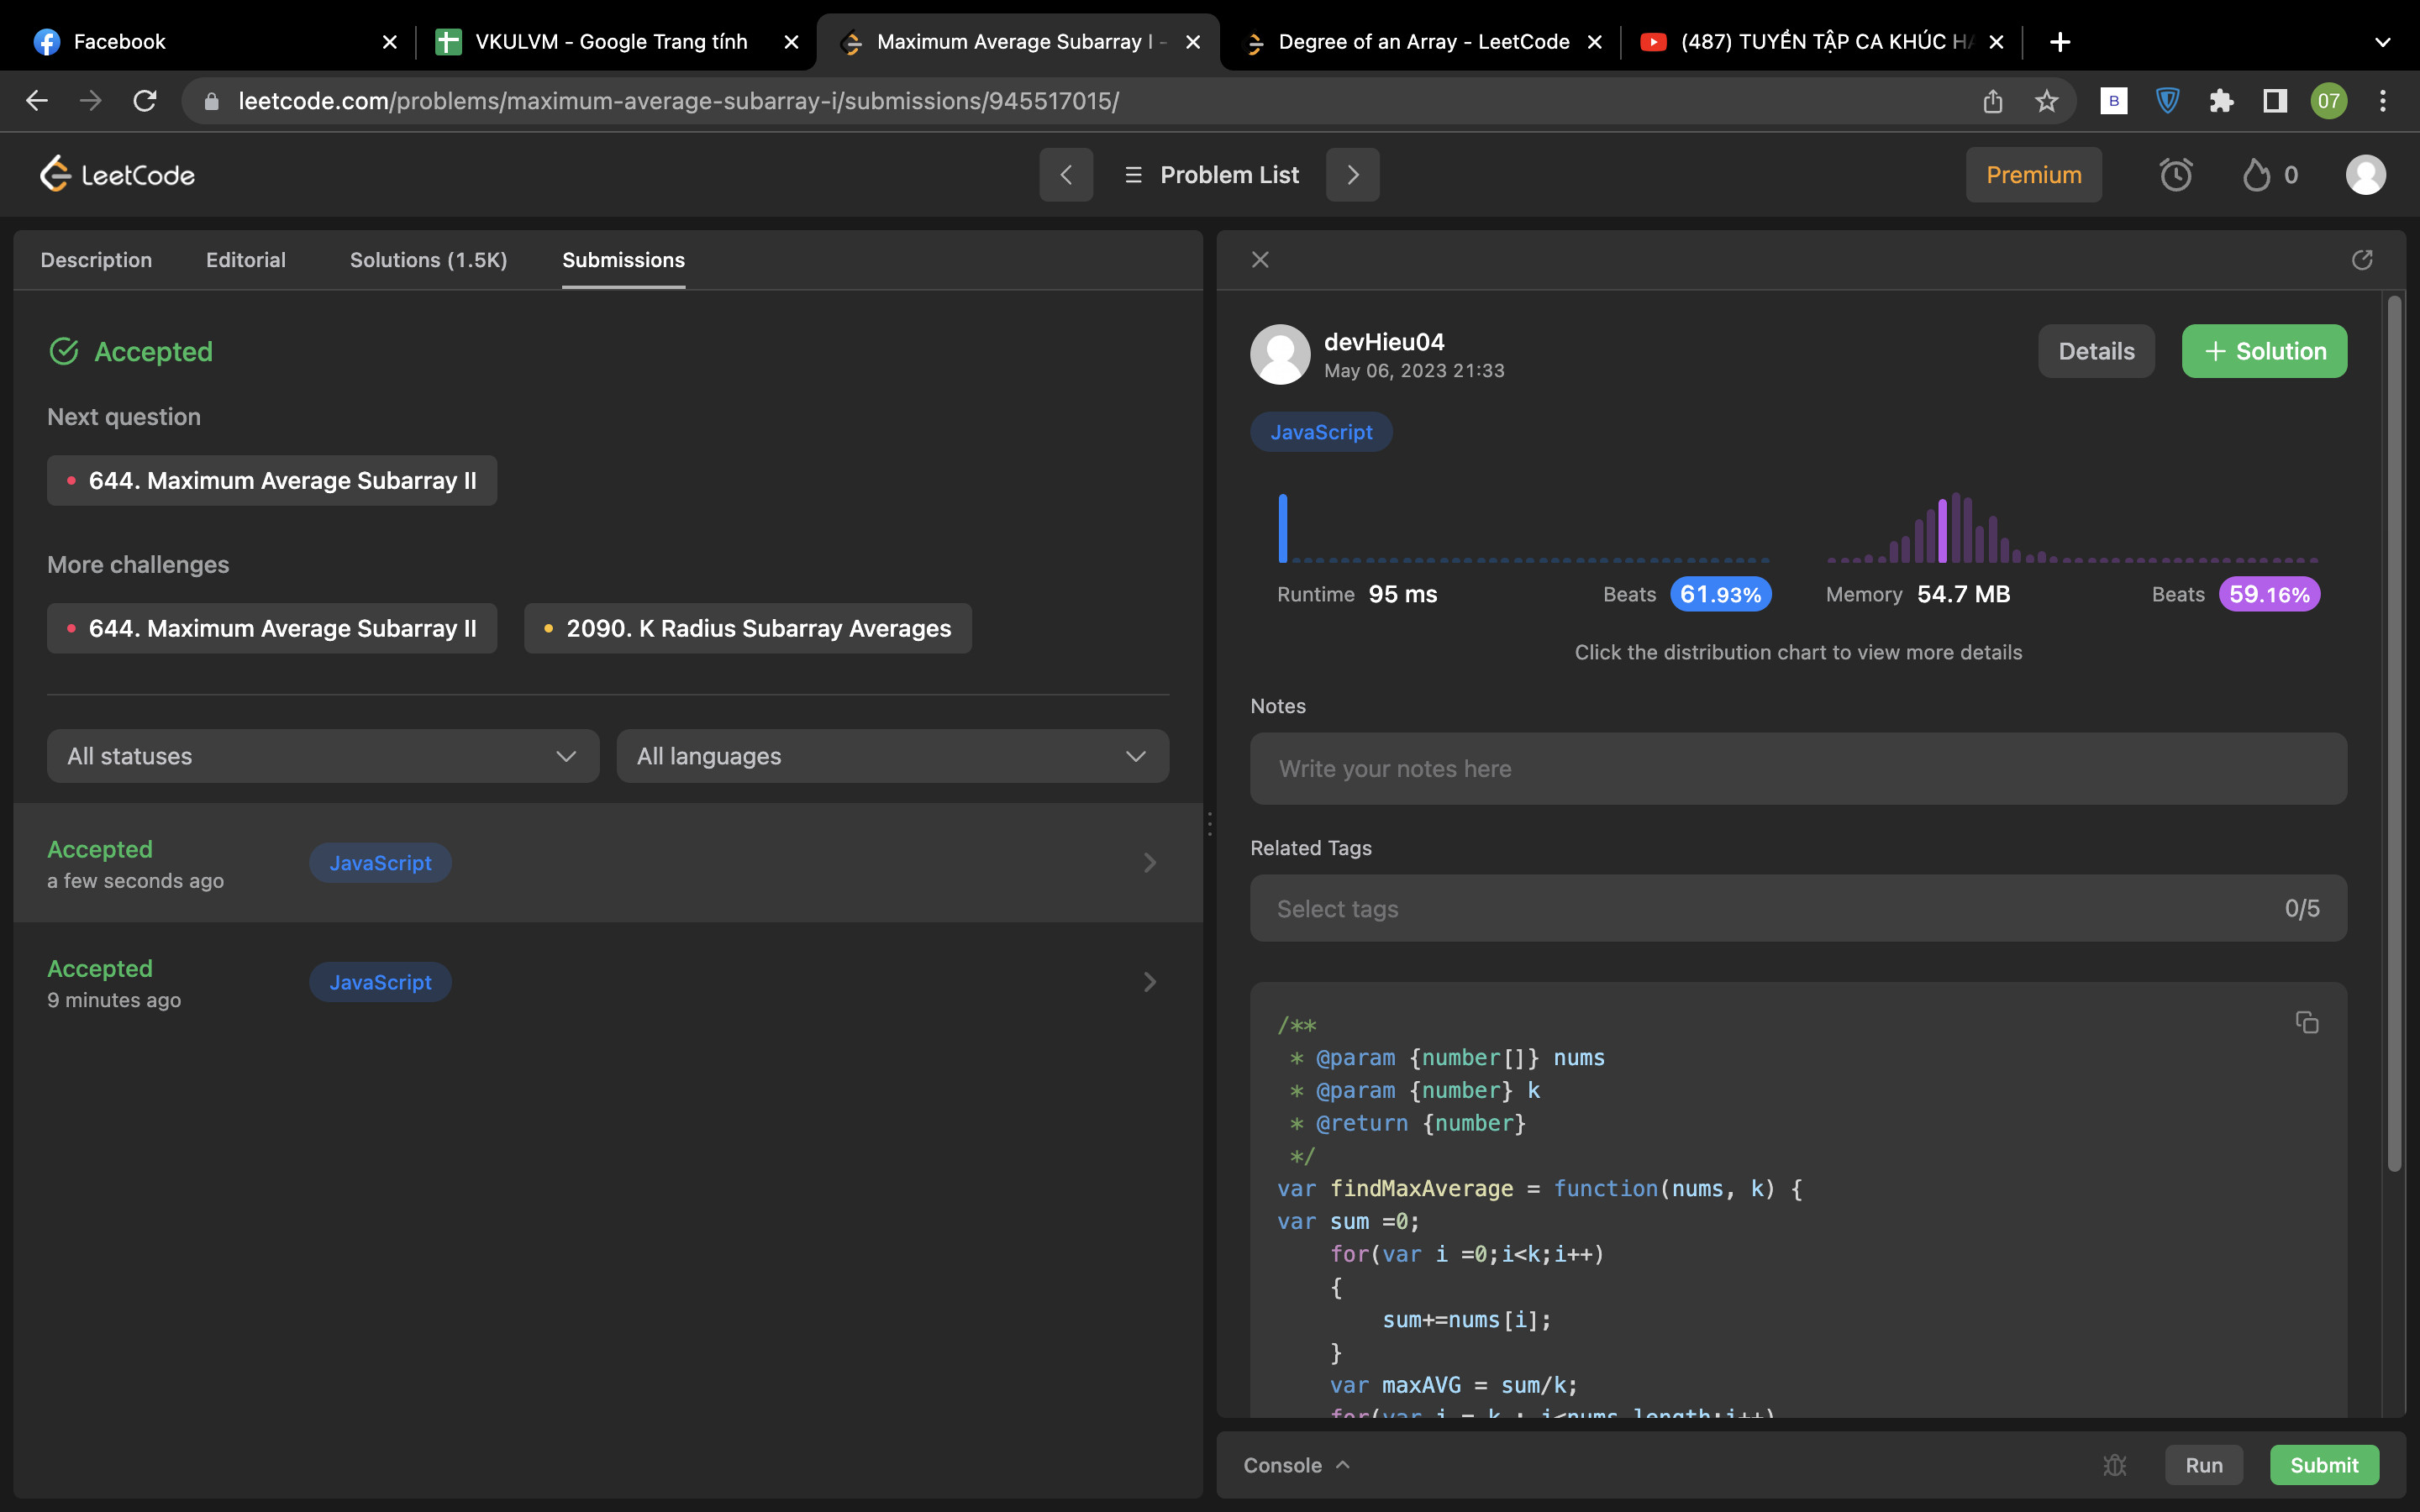 Facebook
VKULVM - Google Trang tính
Maximum Average Subarray I -
Degree of an Array - LeetCode
(487) TUYỂN TẬP CA KHÚC HA
leetcode.com/problems/maximum-average-subarray-i/submissions/945517015/
B
07
LeetCode
Problem List
Premium
0
Description
Editorial
Solutions (1.5K)
Submissions
Accepted
Next question
644. Maximum Average Subarray II
More challenges
644. Maximum Average Subarray II
2090. K Radius Subarray Averages
All statuses
All languages
Accepted
a few seconds ago
JavaScript
Accepted
9 minutes ago
JavaScript
devHieu04
May 06, 2023 21:33
Details
+ Solution
JavaScript
Runtime 95 ms
Beats 61.93%
Memory 54.7 MB
Beats 59.16%
Click the distribution chart to view more details
Notes
Write your notes here
Related Tags
Select tags
0/5
/**
 * @param {number[]} nums
 * @param {number} k
 * @return {number}
 */
var findMaxAverage = function(nums, k) {
var sum =0;
    for(var i =0;i<k;i++)
    {
        sum+=nums[i];
    }
    var maxAVG = sum/k;
    for(var i = k ; i<nums.length;i++)
Console
Run
Submit